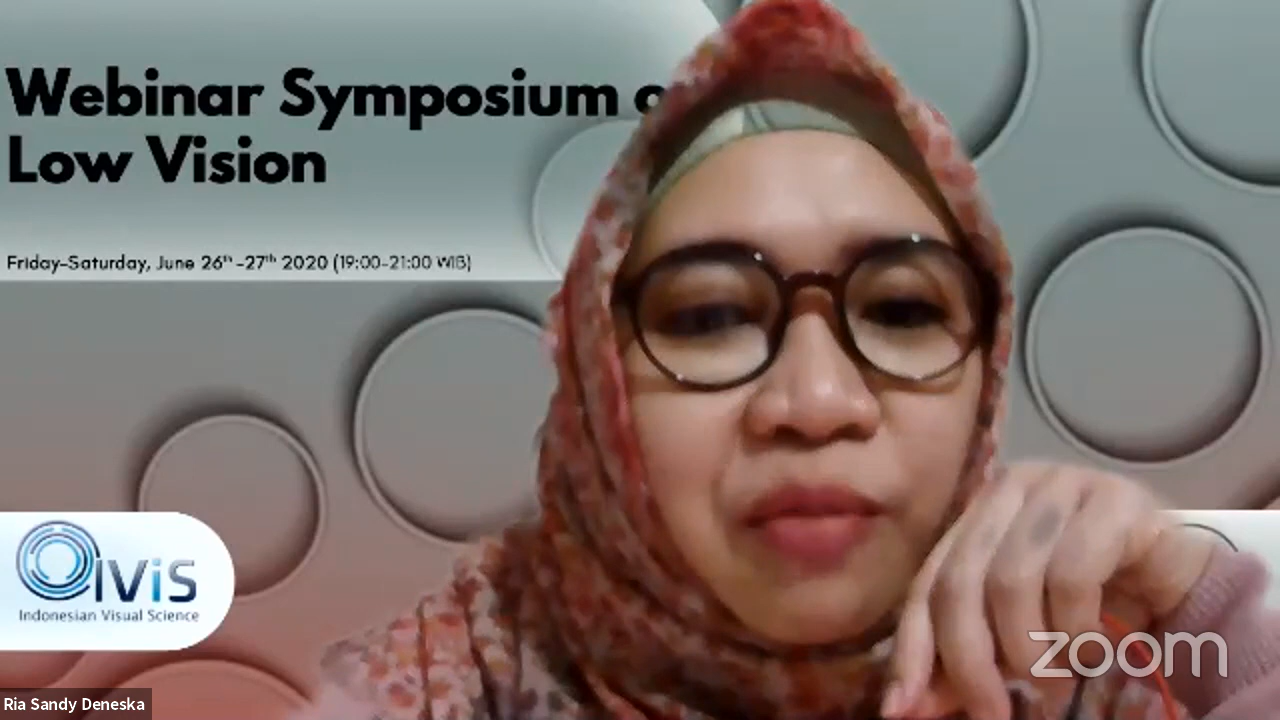 Webinar Symposium o
Low Vision
Friday-Saturday, June 26th -27th 2020 (19:00-21:00 WIB)
IViS
Indonesian Visual Science
zoom
Ria Sandy Deneska